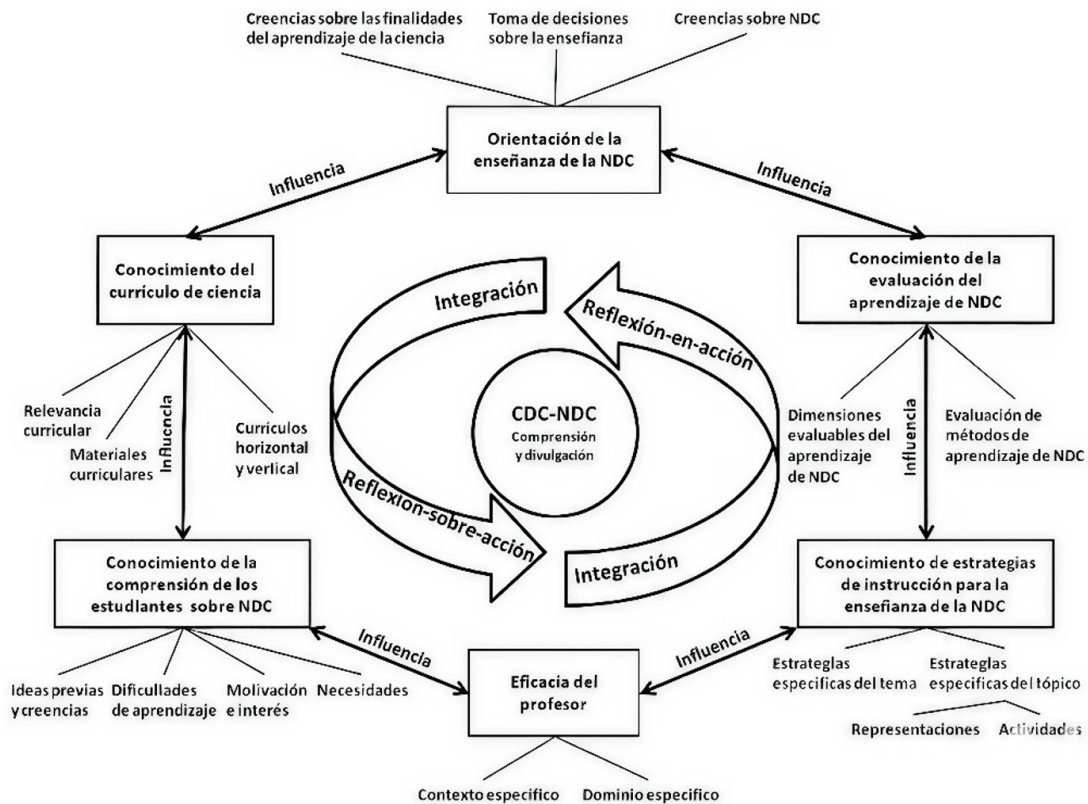 Creencias sobre las finalidades
del aprendizaje de la ciencia
Toma de decisiones
sobre la enseñanza
Creencias sobre NDC
Orientación de la
enseñanza de la NDC
Influencia
Influencia
Conocimiento del
currículo de ciencia
Conocimiento de la
evaluación del
aprendizaje de NDC
Integración
Reflexión-en-acción
CDC-NDC
Comprensión
y divulgación
Relevancia
curricular
Materiales
curriculares
Influencia
Currículos
horizontal
y vertical
Dimensiones
evaluables del
aprendizaje
de NDC
Influencia
Evaluación de
métodos de
aprendizaje de NDC
Reflexión-sobre-acción
Integración
Conocimiento de la
comprensión de los
estudiantes sobre NDC
Conocimiento de estrategias
de instrucción para la
enseñanza de la NDC
Influencia
Influencia
Ideas previas
y creencias
Dificultades
de aprendizaje
Motivación
e interés
Necesidades
Eficacia del
profesor
Estrategias
especificas del tema
Estrategias
especificas del tópico
Representaciones
Actividades
Contexto especifico
Dominio especifico